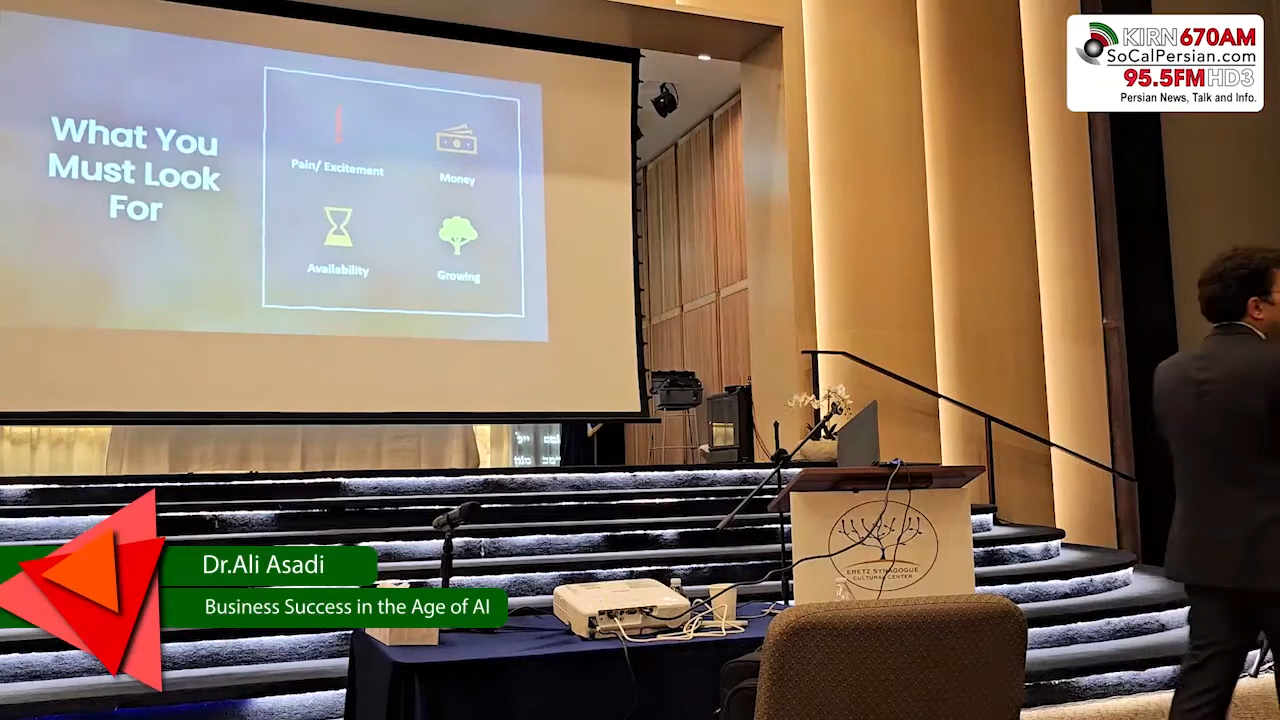 What You
Must Look
For
Pain/ Excitement
Money
Availability
Growing
KIRN 670AM
SoCalPersian.com
95.5FM HD3
Persian News, Talk and Info.
ERETZ SYNAGOGUE
CULTURAL CENTER
Dr.Ali Asadi
Business Success in the Age of AI